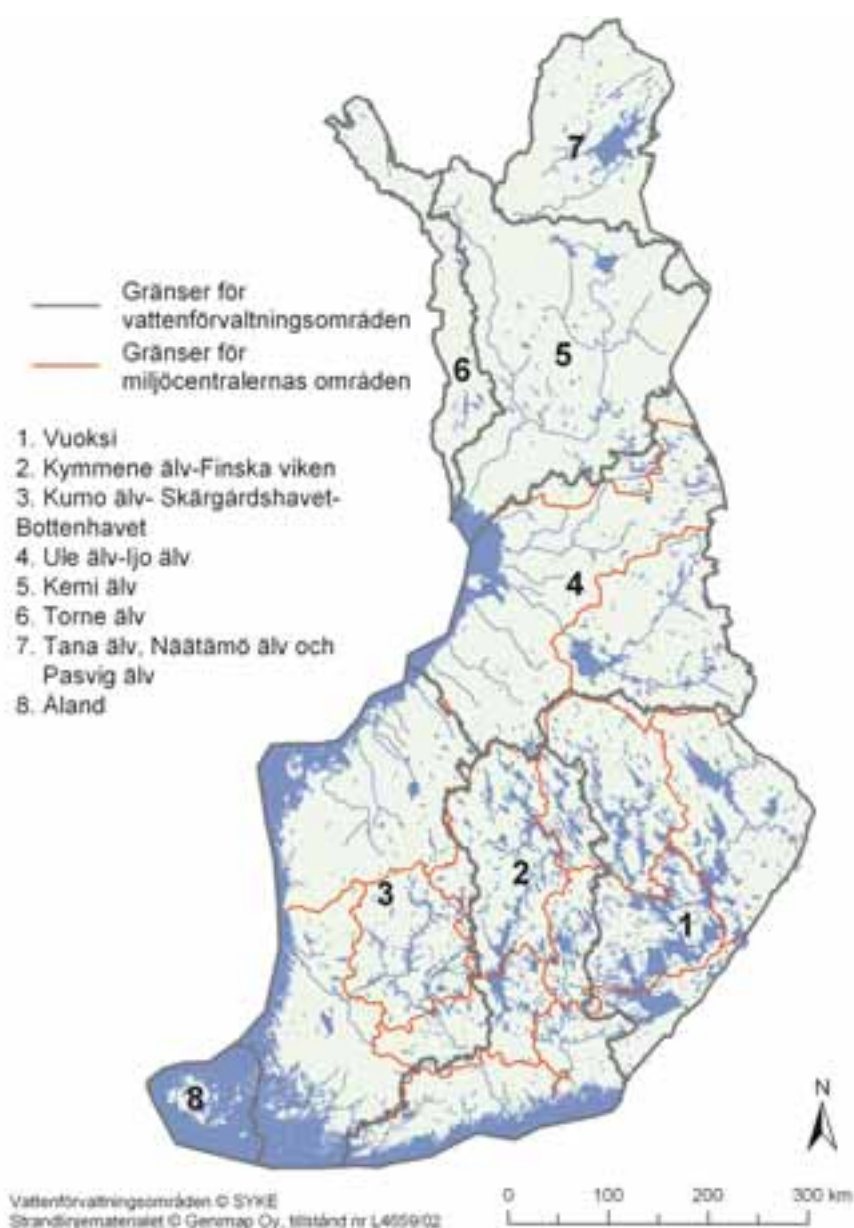 7
Gränser för
vattenförvaltningsområden
Gränser för
miljöcentralernas områden
6
5
1. Vuoksi
2. Kymmene älv-Finska viken
3. Kumo älv- Skärgårdshavet-
Bottenhavet
4. Ule älv-Ijo älv
5. Kemi älv
6. Torne älv
7. Tana älv, Näätämö älv och
Pasvig älv
8. Åland
4
2
3
1
8
N
Vattenförvaltningsområden © SYKE
Strandlinjematerialet © Genimap Oy, tillstånd nr L4659/02
0 100 200 300 km